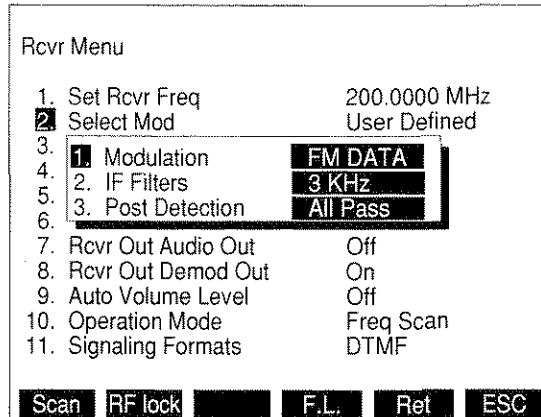 Rcvr Menu
1. Set Rcvr Freq 200.0000 MHz
2. Select Mod User Defined
3.
1. Modulation FM DATA
4.
2. IF Filters 3 KHz
5.
3. Post Detection All Pass
6.
7. Rcvr Out Audio Out Off
8. Rcvr Out Demod Out On
9. Auto Volume Level Off
10. Operation Mode Freq Scan
11. Signaling Formats DTMF
Scan RF lock F.L. Ret ESC